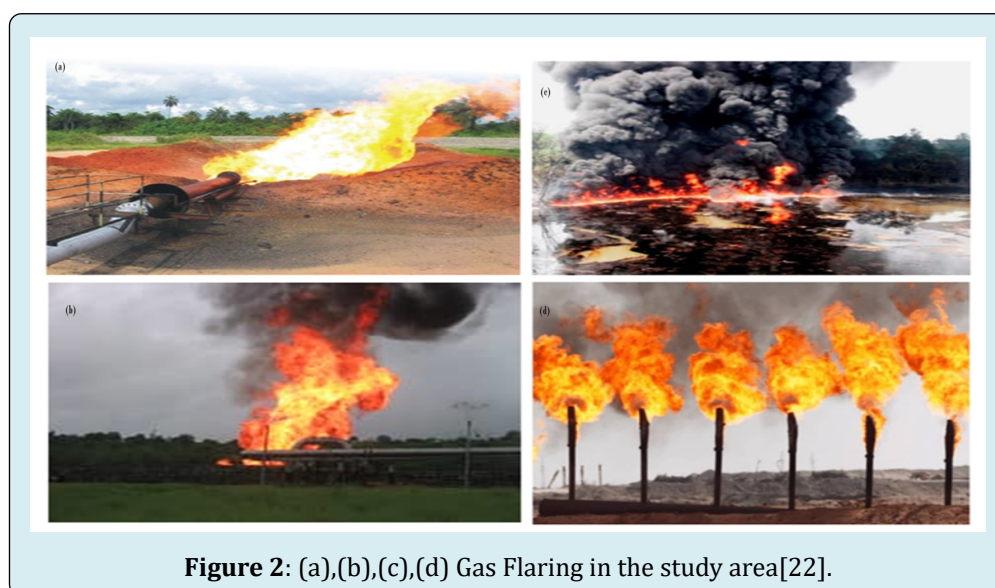 (a)
(e)
(b)
(d)
Figure 2: (a),(b),(c),(d) Gas Flaring in the study area[22].